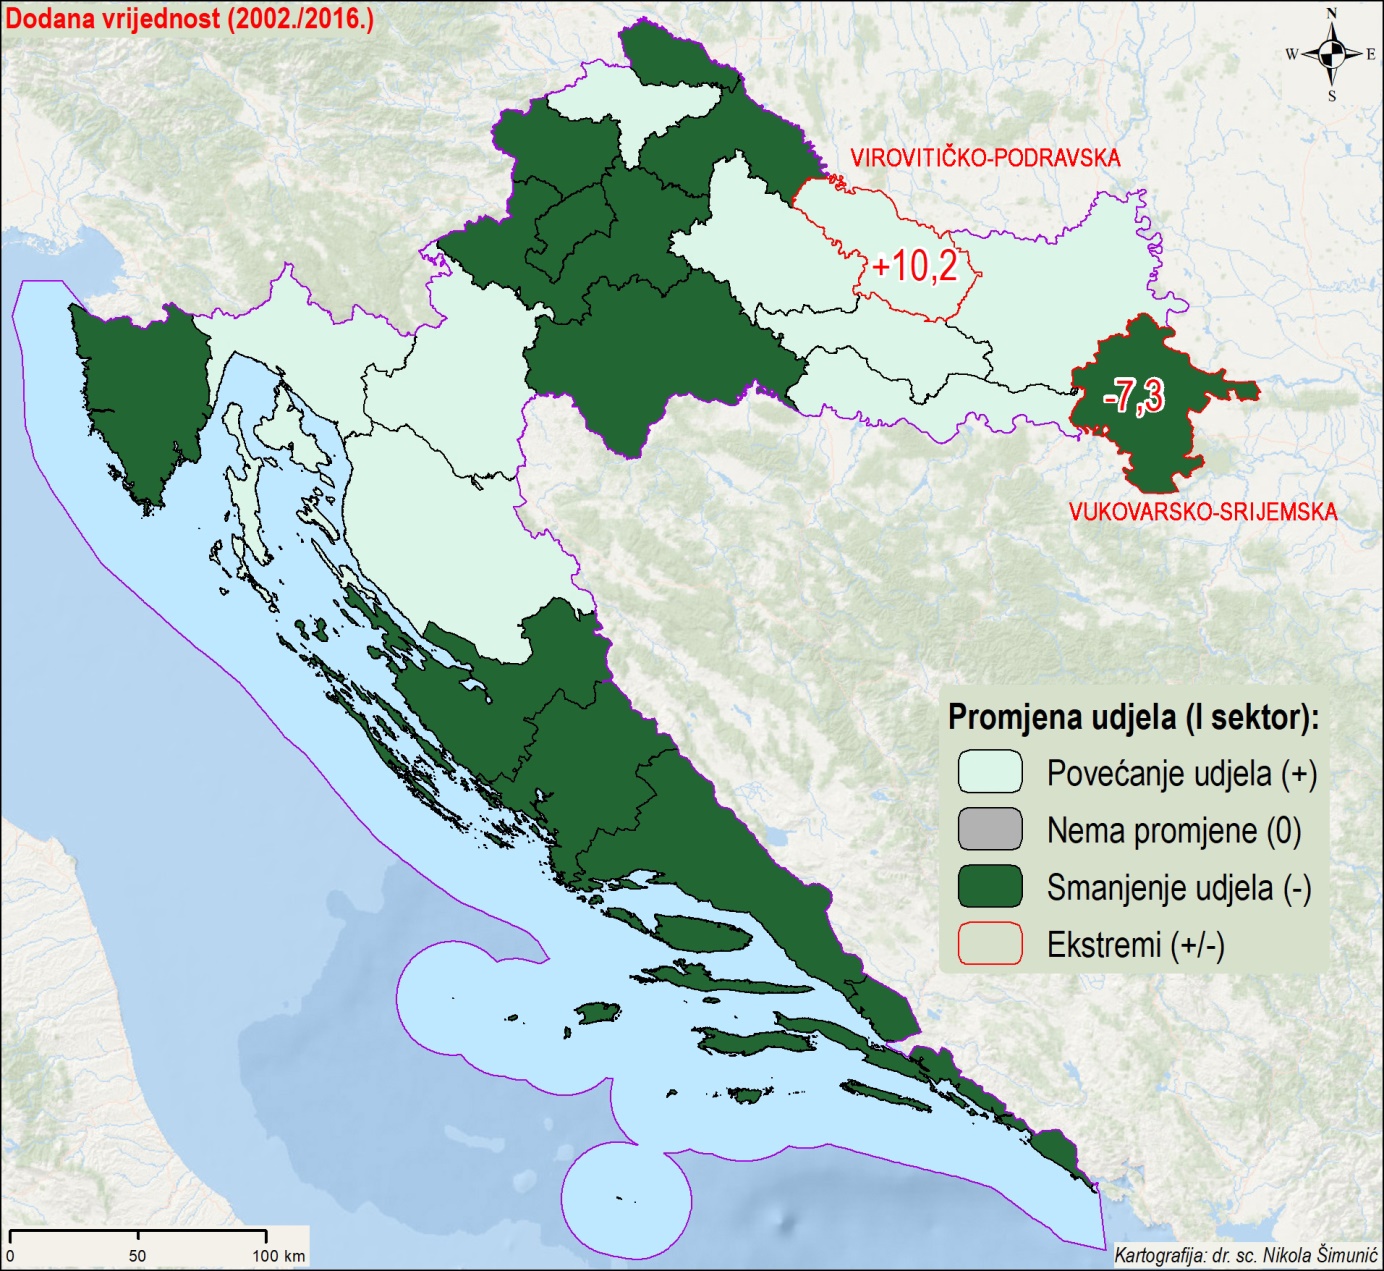 Dodana vrijednost (2002./2016.)
N
W E
S
VIROVITIČKO-PODRAVSKA
+10,2
-7,3
VUKOVARSKO-SRIJEMSKA
Promjena udjela (I sektor):
Povećanje udjela (+)
Nema promjene (0)
Smanjenje udjela (-)
Ekstremi (+/-)
0 50 100 km
Kartografija: dr. sc. Nikola Šimunić